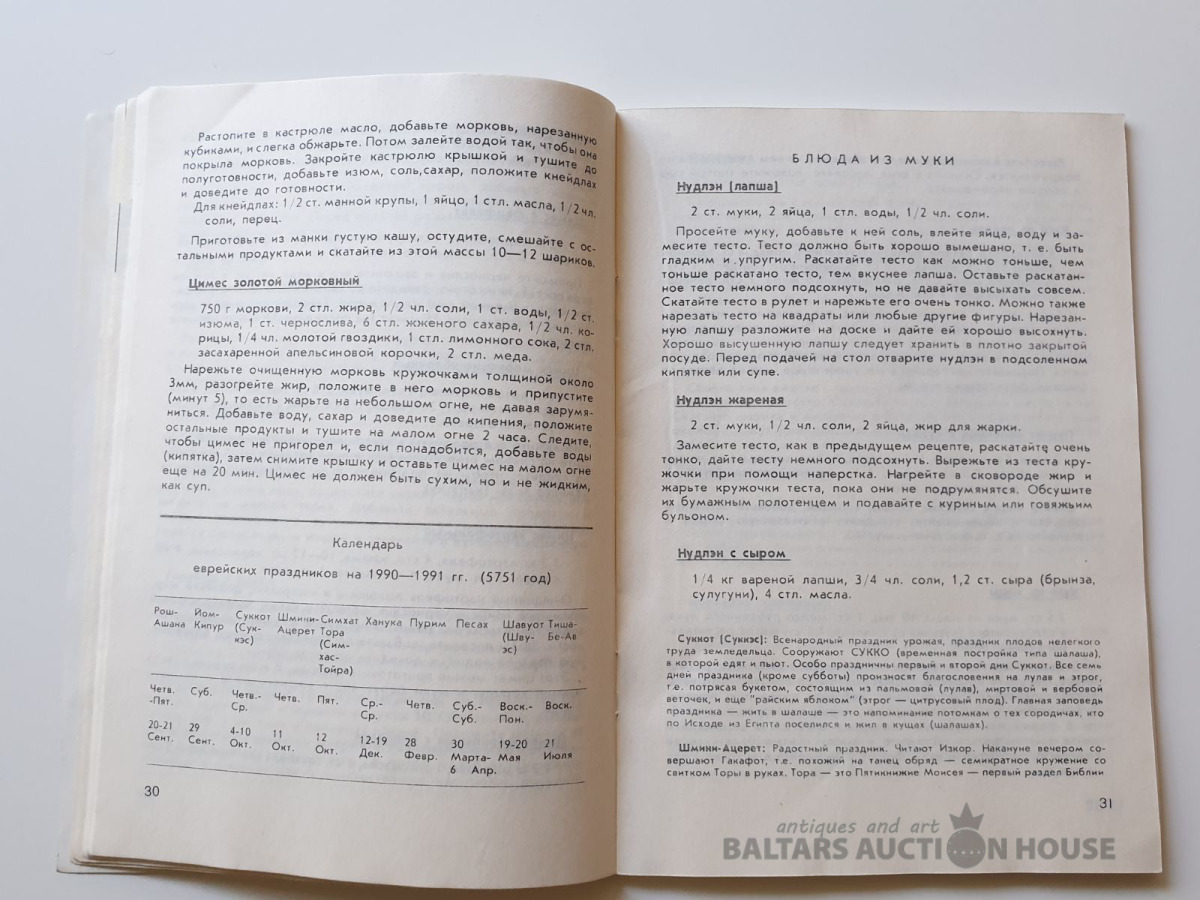 Растопите в кастрюле масло, добавьте морковь, нарезанную
кубиками, и слегка обжарьте. Потом залейте водой так, чтобы она
покрыла морковь. Закройте кастрюлю крышкой и тушите до
полуготовности, добавьте изюм, соль,сахар, положите кнейдлах
и доведите до готовности.
Для кнейдлах: 1/2 ст. манной крупы, 1 яйцо, 1 стл. масла, 1/2 чл.
соли, перец.
Приготовьте из манки густую кашу, остудите, смешайте с ос-
тальными продуктами и скатайте из этой массы 10—12 шариков.
Цимес золотой морковный
750 г моркови, 2 стл. жира, 1/2 чл. соли, 1 ст. воды, 1/2 ст.
изюма, 1 ст. чернослива, 6 стл. жженого сахара, 1/2 чл. ко-
рицы, 1/4 чл. молотой гвоздики, 1 стл. лимонного сока, 2 стл.
засахаренной апельсиновой корочки, 2 стл. меда.
Нарежьте очищенную морковь кружочками толщиной около
3мм, разогрейте жир, положите в него морковь и припустите
(минут 5), то есть жарьте на небольшом огне, не давая зарумя-
ниться. Добавьте воду, сахар и доведите до кипения, положите
остальные продукты и тушите на малом огне 2 часа. Следите,
чтобы цимес не пригорел и, если понадобится, добавьте воды
(кипятка), затем снимите крышку и оставьте цимес на малом огне
еще на 20 мин. Цимес не должен быть сухим, но и не жидким,
как суп.
Календарь
еврейских праздников на 1990—1991 гг. (5751 год)
Рош- Йом- Суккот Шмини- Симхат Ханука Пурим Песах Шавуот Тиша-
Ашана Кипур (Сук- Ацерет Тора (Шву- Бе-Ав
кэс) (Сим- эс)
хас-
Тойра)
Четв. Суб. Четв.- Четв. Пят. Ср.- Четв. Суб.- Воск.- Воск.
-Пят. Ср. Ср. Суб. Пон.
20-21 29 4-10 11 12 12-19 28 30 19-20 21
Сент. Сент. Окт. Окт. Окт. Дек. Февр. Марта- Мая Июля
6 Апр.
30
БЛЮДА ИЗ МУКИ
Нудлэн (лапша)
2 ст. муки, 2 яйца, 1 стл. воды, 1/2 чл. соли.
Просейте муку, добавьте к ней соль, влейте яйца, воду и за-
месите тесто. Тесто должно быть хорошо вымешано, т. е. быть
гладким и упругим. Раскатайте тесто как можно тоньше, чем
тоньше раскатано тесто, тем вкуснее лапша. Оставьте раскатан-
ное тесто немного подсохнуть, но не давайте высыхать совсем.
Скатайте тесто в рулет и нарежьте его очень тонко. Можно также
нарезать тесто на квадраты или любые другие фигуры. Нарезан-
ную лапшу разложите на доске и дайте ей хорошо высохнуть.
Хорошо высушенную лапшу следует хранить в плотно закрытой
посуде. Перед подачей на стол отварите нудлэн в подсоленном
кипятке или супе.
Нудлэн жареная
2 ст. муки, 1/2 чл. соли, 2 яйца, жир для жарки.
Замесите тесто, как в предыдущем рецепте, раскатайте очень
тонко, дайте тесту немного подсохнуть. Вырежьте из теста кру-
жочки при помощи наперстка. Нагрейте в сковороде жир и
жарьте кружочки теста, пока они не подрумянятся. Обсушите
их бумажным полотенцем и подавайте с куриным или говяжьим
бульоном.
Нудлэн с сыром
1/4 кг вареной лапши, 3/4 чл. соли, 1,2 ст. сыра (брынза,
сулугуни), 4 стл. масла.
Суккот (Суккэс): Всенародный праздник урожая, праздник плодов нелегкого
труда земледельца. Сооружают СУККО (временная постройка типа шалаша),
в которой едят и пьют. Особо праздничны первый и второй дни Суккот. Все семь
дней праздника (кроме субботы) произносят благословения на лулав и этрог,
т.е. потрясая букетом, состоящим из пальмовой (лулав), миртовой и вербовой
веточек, и еще "райским яблоком" (этрог — цитрусовый плод). Главная заповедь
праздника — жить в шалаше — это напоминание потомкам о тех сородичах, кто
по Исходе из Египта поселился и жил в кущах (шалашах).
Шмини-Ацерет: Радостный праздник. Читают Изкор. Накануне вечером со-
вершают Гакафот, т.е. похожий на танец обряд — семикратное кружение со
свитком Торы в руках. Тора — это Пятикнижие Моисея — первый раздел Библии
31
antiques and art
BALTARS AUCTION HOUSE